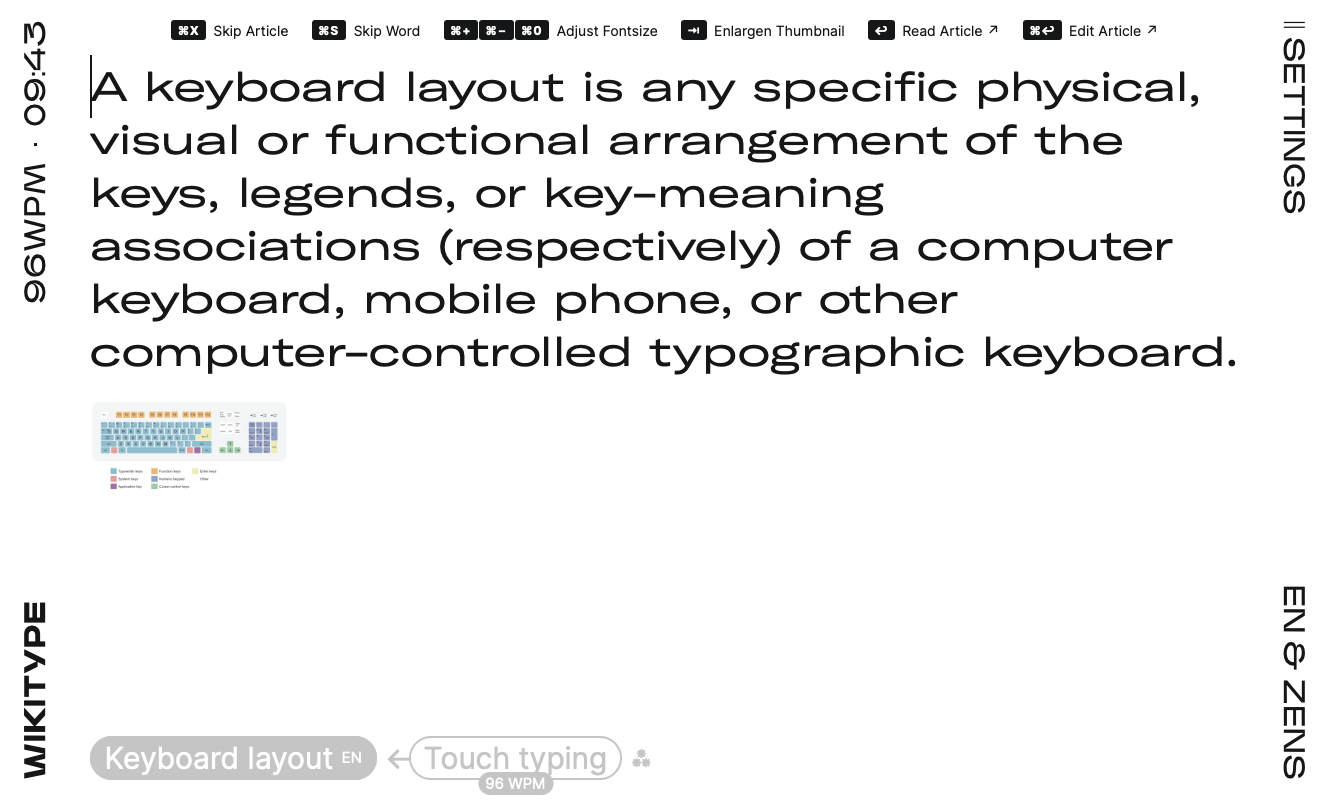 ⌘X Skip Article ⌘S Skip Word ⌘+ ⌘- ⌘0 Adjust Fontsize ⇥ Enlargen Thumbnail ↩ Read Article ↗ ⌘↩ Edit Article ↗
96WPM · 09:43
SETTINGS
A keyboard layout is any specific physical,
visual or functional arrangement of the
keys, legends, or key-meaning
associations (respectively) of a computer
keyboard, mobile phone, or other
computer-controlled typographic keyboard.
Typewriter keys Function keys Enter keys
System keys Numeric keypad Other
Application key Cursor control keys
WIKITYPE
EN & ZENS
Keyboard layout EN ← Touch typing
96 WPM